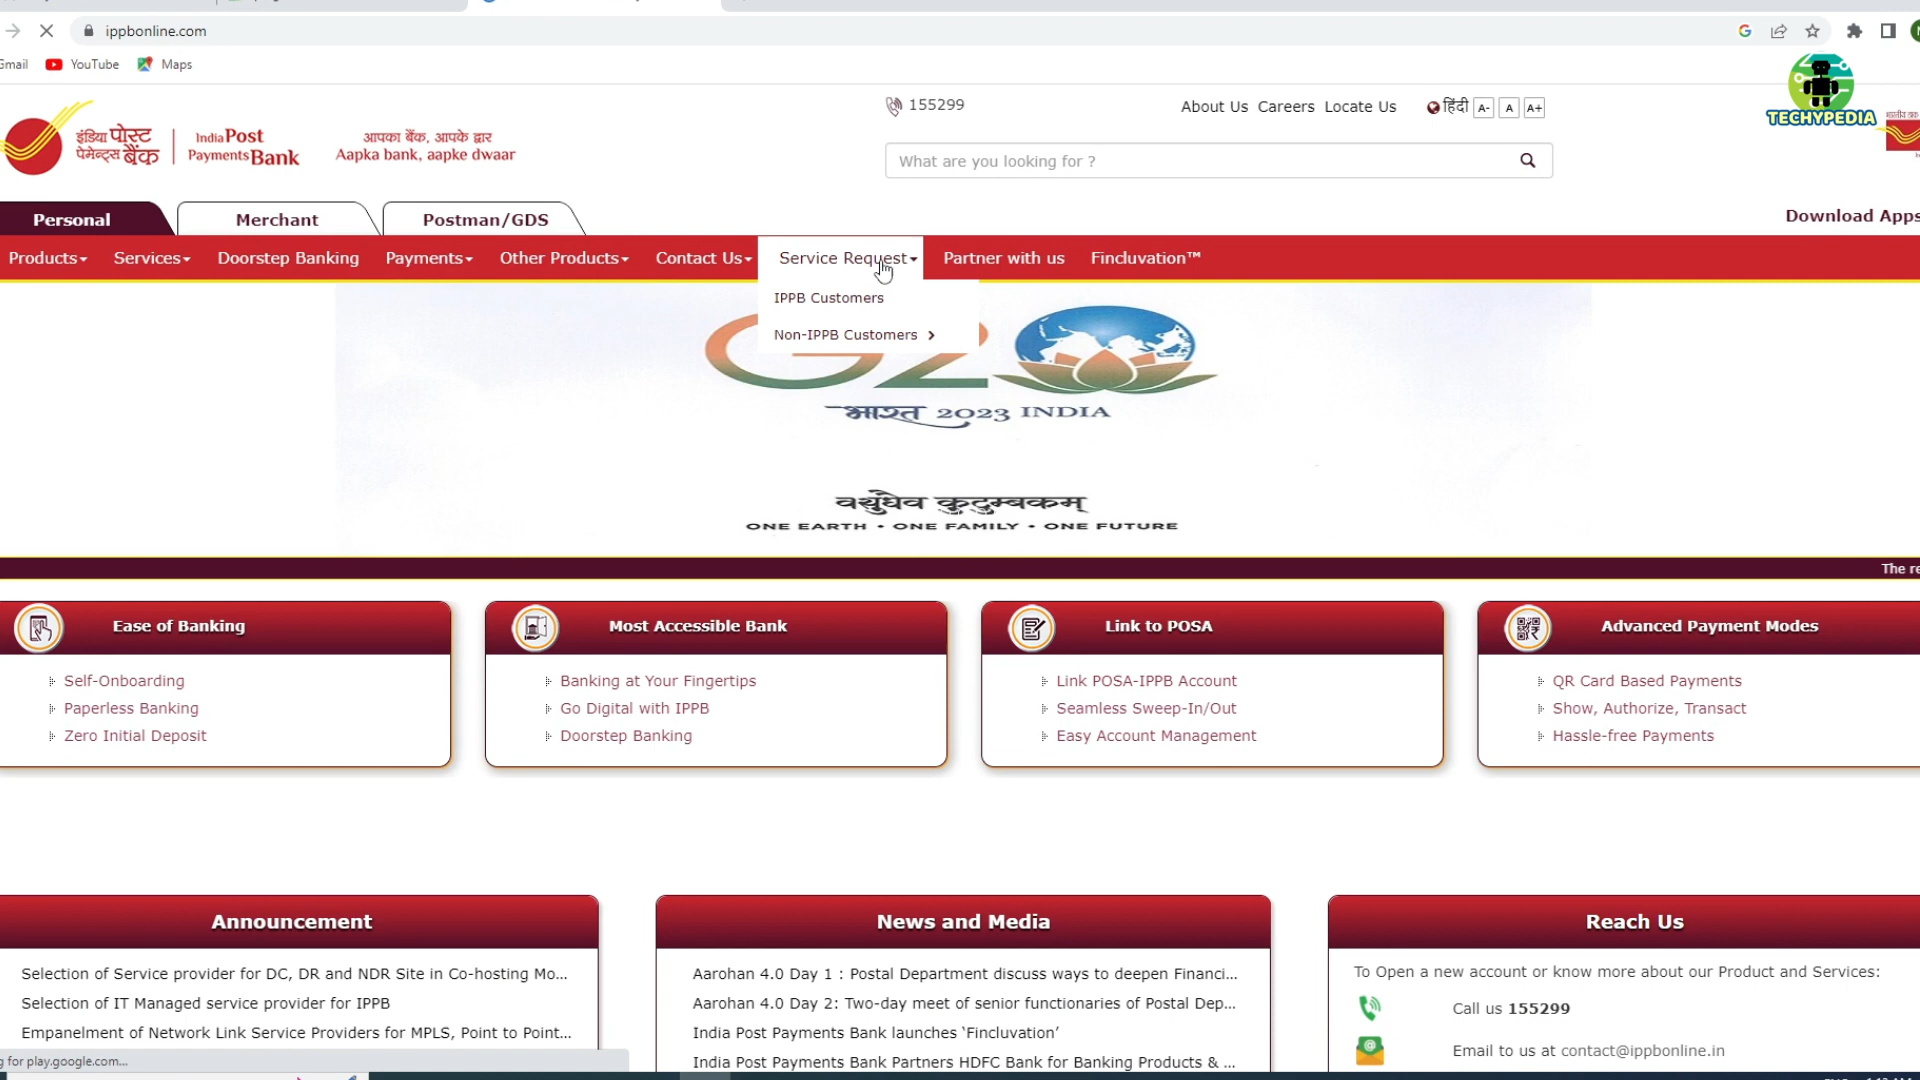 ippbonline.com
Gmail YouTube Maps
इंडिया पोस्ट
पेमेन्ट्स बैंक
India Post
Payments Bank
आपका बैंक, आपके द्वार
Aapka bank, aapke dwaar
155299
About Us Careers Locate Us हिंदी A- A A+
TECHYPEDIA
What are you looking for ?
Personal Merchant Postman/GDS Download Apps
Products Services Doorstep Banking Payments Other Products Contact Us Service Request Partner with us Fincluvation™
IPPB Customers
Non-IPPB Customers
G20
भारत 2023 INDIA
वसुधैव कुटुम्बकम्
ONE EARTH • ONE FAMILY • ONE FUTURE
The re
Ease of Banking
Self-Onboarding
Paperless Banking
Zero Initial Deposit
Most Accessible Bank
Banking at Your Fingertips
Go Digital with IPPB
Doorstep Banking
Link to POSA
Link POSA-IPPB Account
Seamless Sweep-In/Out
Easy Account Management
Advanced Payment Modes
QR Card Based Payments
Show, Authorize, Transact
Hassle-free Payments
Announcement
Selection of Service provider for DC, DR and NDR Site in Co-hosting Mo...
Selection of IT Managed service provider for IPPB
Empanelment of Network Link Service Providers for MPLS, Point to Point...
News and Media
Aarohan 4.0 Day 1 : Postal Department discuss ways to deepen Financi...
Aarohan 4.0 Day 2: Two-day meet of senior functionaries of Postal Dep...
India Post Payments Bank launches ‘Fincluvation’
India Post Payments Bank Partners HDFC Bank for Banking Products & ...
Reach Us
To Open a new account or know more about our Product and Services:
Call us 155299
Email to us at contact@ippbonline.in
g for play.google.com...